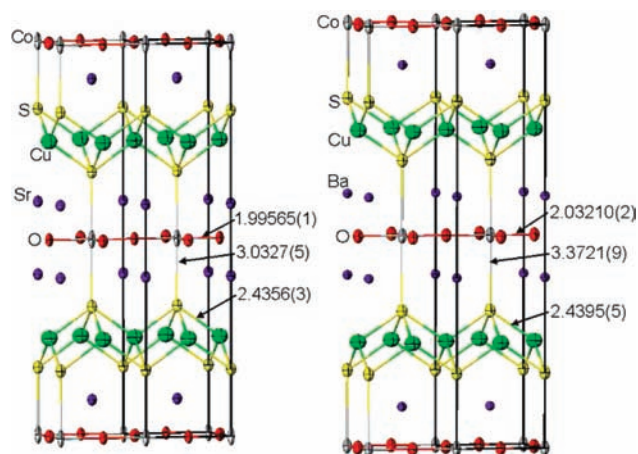 Co
S
Cu
Sr
O
1.99565(1)
3.0327(5)
2.4356(3)
Co
S
Cu
Ba
O
2.03210(2)
3.3721(9)
2.4395(5)